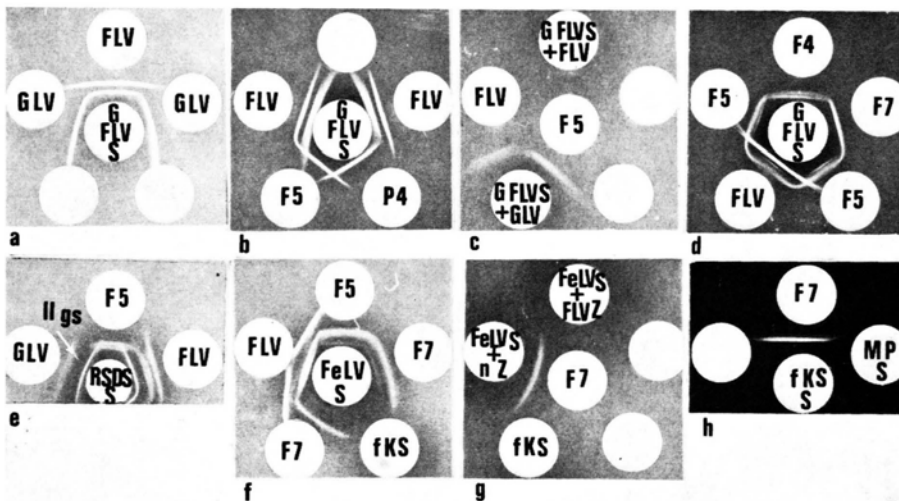 FLV
GLV
GLV
G
FLV
S
a
FLV
G
FLV
S
FLV
F5
P4
b
G FLVS
+FLV
FLV
F5
G FLVS
+GLV
c
F4
F5
G
FLV
S
F7
FLV
F5
d
F5
II gs
GLV
RSDS
S
FLV
e
F5
FLV
FeLV
S
F7
F7
fKS
f
FeLVS
+
FLVZ
FeLVS
+
n Z
F7
fKS
g
F7
MP
S
fKS
S
h